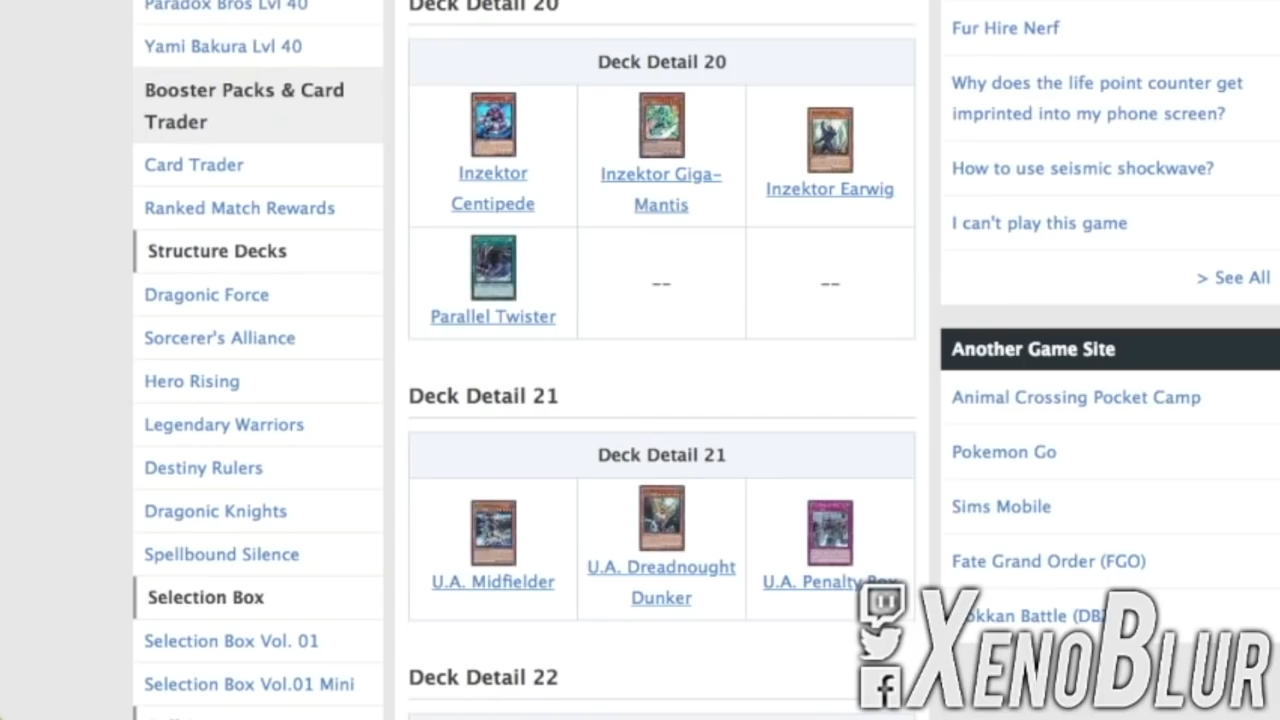 Paradox Bros Lvl 40
Yami Bakura Lvl 40
Booster Packs & Card
Trader
Card Trader
Ranked Match Rewards
Structure Decks
Dragonic Force
Sorcerer's Alliance
Hero Rising
Legendary Warriors
Destiny Rulers
Dragonic Knights
Spellbound Silence
Selection Box
Selection Box Vol. 01
Selection Box Vol.01 Mini
Deck Detail 20
Deck Detail 20
Inzektor
Centipede
Inzektor Giga-
Mantis
Inzektor Earwig
Parallel Twister
--
--
Deck Detail 21
Deck Detail 21
U.A. Midfielder
U.A. Dreadnought
Dunker
U.A. Penalty Box
Deck Detail 22
Fur Hire Nerf
Why does the life point counter get
imprinted into my phone screen?
How to use seismic shockwave?
I can't play this game
> See All
Another Game Site
Animal Crossing Pocket Camp
Pokemon Go
Sims Mobile
Fate Grand Order (FGO)
Battle
XENOBLUR